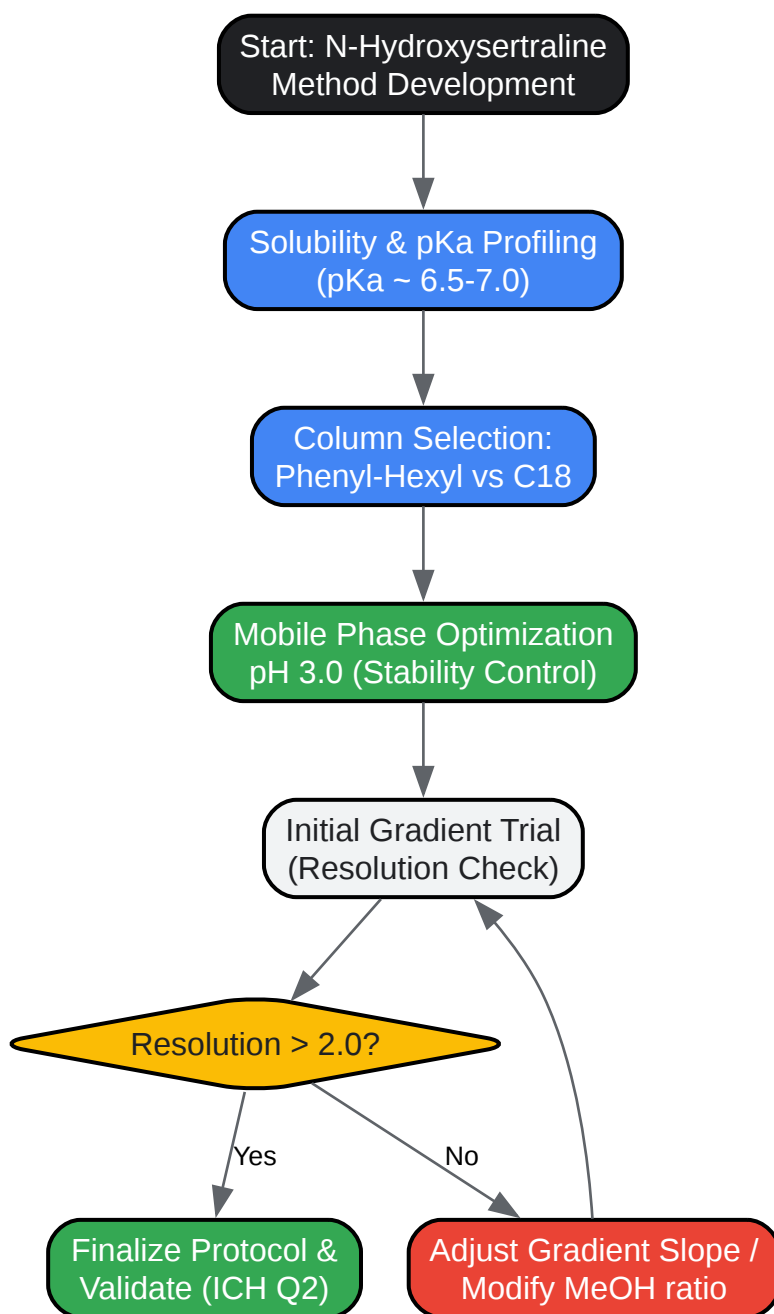 Start: N-Hydroxysertraline
Method Development
Solubility & pKa Profiling
(pKa ~ 6.5-7.0)
Column Selection:
Phenyl-Hexyl vs C18
Mobile Phase Optimization
pH 3.0 (Stability Control)
Initial Gradient Trial
(Resolution Check)
Resolution > 2.0?
Yes
No
Finalize Protocol &
Validate (ICH Q2)
Adjust Gradient Slope /
Modify MeOH ratio